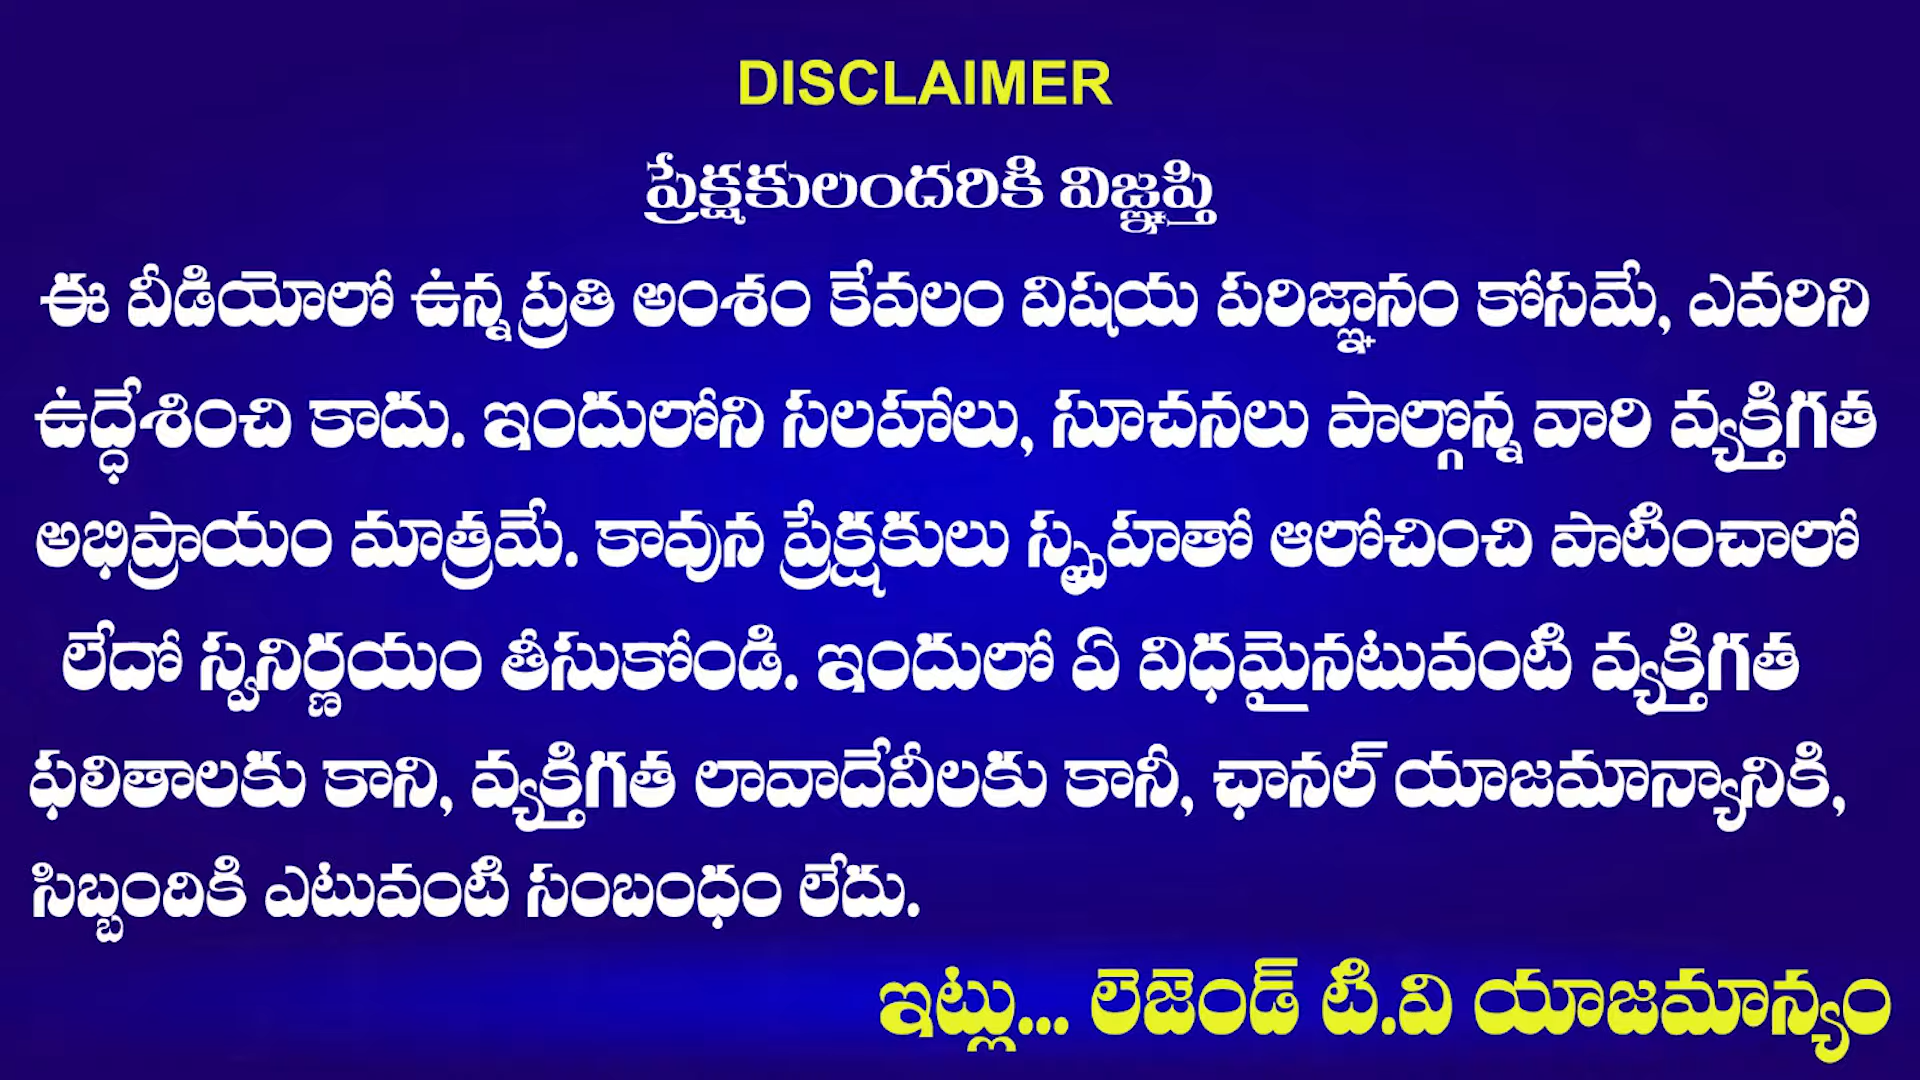 DISCLAIMER
ప్రేక్షకులందరికి విజ్ఞప్తి
ఈ వీడియోలో ఉన్న ప్రతి అంశం కేవలం విషయ పరిజ్ఞానం కోసమే, ఎవరిని
ఉద్ధేశించి కాదు. ఇందులోని సలహాలు, సూచనలు పాల్గొన్న వారి వ్యక్తిగత
అభిప్రాయం మాత్రమే. కావున ప్రేక్షకులు స్పృహతో ఆలోచించి పాటించాలో
లేదో స్వనిర్ణయం తీసుకోండి. ఇందులో ఏ విధమైనటువంటి వ్యక్తిగత
ఫలితాలకు కాని, వ్యక్తిగత లావాదేవీలకు కానీ, ఛానల్ యాజమాన్యానికి,
సిబ్బందికి ఎటువంటి సంబంధం లేదు.
ఇట్లు... లెజెండ్ టి.వి యాజమాన్యం